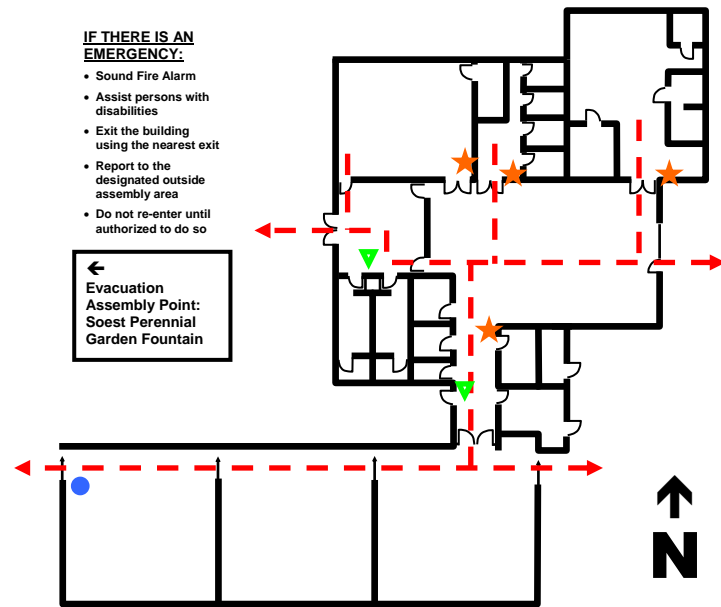 IF THERE IS AN
EMERGENCY:
• Sound Fire Alarm
• Assist persons with
disabilities
• Exit the building
using the nearest exit
• Report to the
designated outside
assembly area
• Do not re-enter until
authorized to do so
←
Evacuation
Assembly Point:
Soest Perennial
Garden Fountain
N